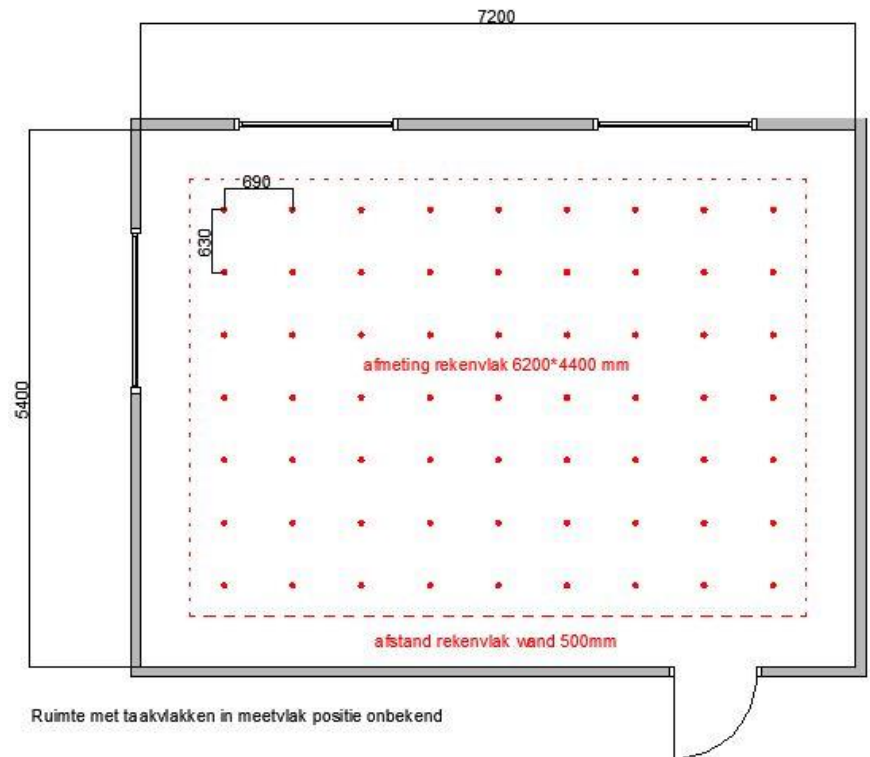 7200
690
630
afmeting rekenvlak 6200*4400 mm
5400
afstand rekenvlak wand 500mm
Ruimte met taakvlakken in meetvlak positie onbekend